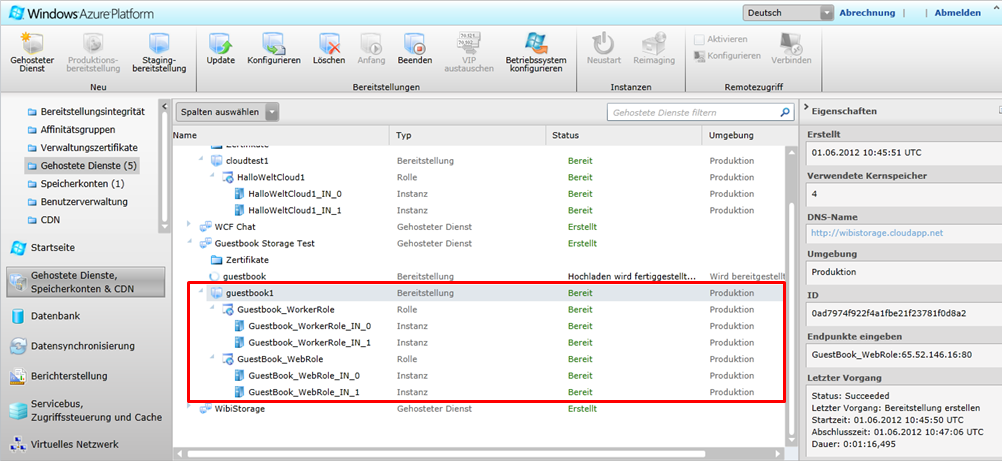 Windows Azure Platform
Deutsch
Abrechnung | | Abmelden
Gehosteter Dienst
Produktions-bereitstellung
Staging-bereitstellung
Neu
Update
Konfigurieren
Löschen
Anfang
Beenden
VIP austauschen
Betriebssystem konfigurieren
Bereitstellungen
Neustart
Reimaging
Instanzen
Aktivieren
Konfigurieren
Verbinden
Remotezugriff
Bereitstellungsintegrität
Affinitätsgruppen
Verwaltungszertifikate
Gehostete Dienste (5)
Speicherkonten (1)
Benutzerverwaltung
CDN
Startseite
Gehostete Dienste,
Speicherkonten & CDN
Datenbank
Datensynchronisierung
Berichterstellung
Servicebus,
Zugriffssteuerung und Cache
Virtuelles Netzwerk
Spalten auswählen
Gehostete Dienste filtern
Name Typ Status Umgebung
Zertifikate
cloudtest1 Bereitstellung Bereit Produktion
HalloWeltCloud1 Rolle Bereit Produktion
HalloWeltCloud1_IN_0 Instanz Bereit Produktion
HalloWeltCloud1_IN_1 Instanz Bereit Produktion
WCF Chat Gehosteter Dienst Erstellt
Guestbook Storage Test Gehosteter Dienst Erstellt
Zertifikate
guestbook Bereitstellung Hochladen wird fertiggestellt... Wird bereitgestellt
guestbook1 Bereitstellung Bereit Produktion
Guestbook_WorkerRole Rolle Bereit Produktion
Guestbook_WorkerRole_IN_0 Instanz Bereit Produktion
Guestbook_WorkerRole_IN_1 Instanz Bereit Produktion
GuestBook_WebRole Rolle Bereit Produktion
GuestBook_WebRole_IN_0 Instanz Bereit Produktion
GuestBook_WebRole_IN_1 Instanz Bereit Produktion
WibiStorage Gehosteter Dienst Erstellt
Eigenschaften
Erstellt
01.06.2012 10:45:51 UTC
Verwendete Kernspeicher
4
DNS-Name
http://wibistorage.cloudapp.net
Umgebung
Produktion
ID
0ad7974f922f4a1fbe21f23781f0d8a2
Endpunkte eingeben
GuestBook_WebRole:65.52.146.16:80
Letzter Vorgang
Status: Succeeded
Letzter Vorgang: Bereitstellung erstellen
Startzeit: 01.06.2012 10:45:50 UTC
Abschlusszeit: 01.06.2012 10:47:06 UTC
Dauer: 0:01:16,495